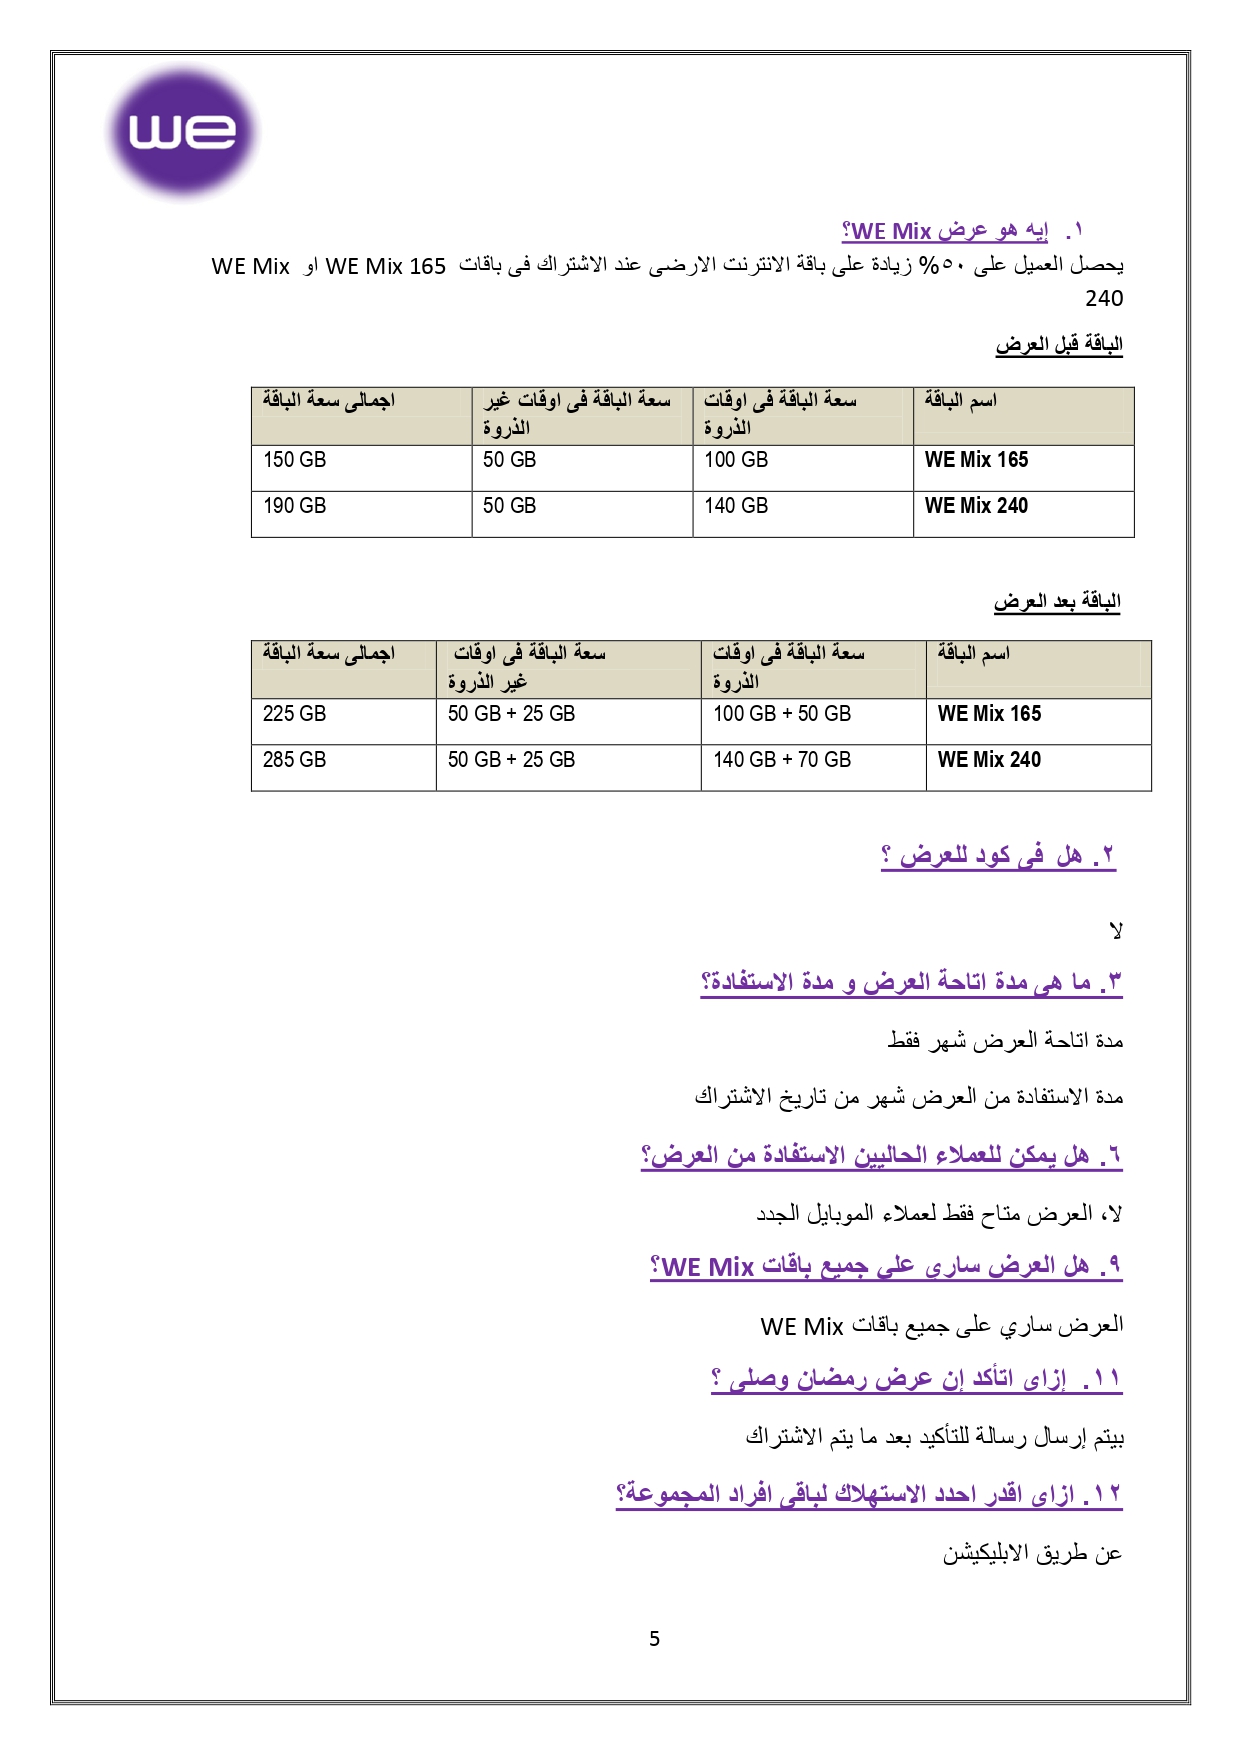 we
١. إيه هو عرض WE Mix؟
يحصل العميل على ٥٠% زيادة على باقة الانترنت الارضى عند الاشتراك فى باقات WE Mix 165 او WE Mix
240
الباقة قبل العرض
اسم الباقة سعة الباقة فى اوقات سعة الباقة فى اوقات غير اجمالى سعة الباقة
الذروة الذروة
WE Mix 165 100 GB 50 GB 150 GB
WE Mix 240 140 GB 50 GB 190 GB
الباقة بعد العرض
اسم الباقة سعة الباقة فى اوقات سعة الباقة فى اوقات اجمالى سعة الباقة
الذروة غير الذروة
WE Mix 165 100 GB + 50 GB 50 GB + 25 GB 225 GB
WE Mix 240 140 GB + 70 GB 50 GB + 25 GB 285 GB
٢. هل فى كود للعرض ؟
لا
٣. ما هى مدة اتاحة العرض و مدة الاستفادة؟
مدة اتاحة العرض شهر فقط
مدة الاستفادة من العرض شهر من تاريخ الاشتراك
٦. هل يمكن للعملاء الحاليين الاستفادة من العرض؟
لا، العرض متاح فقط لعملاء الموبايل الجدد
٩. هل العرض ساري على جميع باقات WE Mix؟
العرض ساري على جميع باقات WE Mix
١١. إزاى اتأكد إن عرض رمضان وصلى ؟
بيتم إرسال رسالة للتأكيد بعد ما يتم الاشتراك
١٢. ازاى اقدر احدد الاستهلاك لباقى افراد المجموعة؟
عن طريق الابليكيشن
5